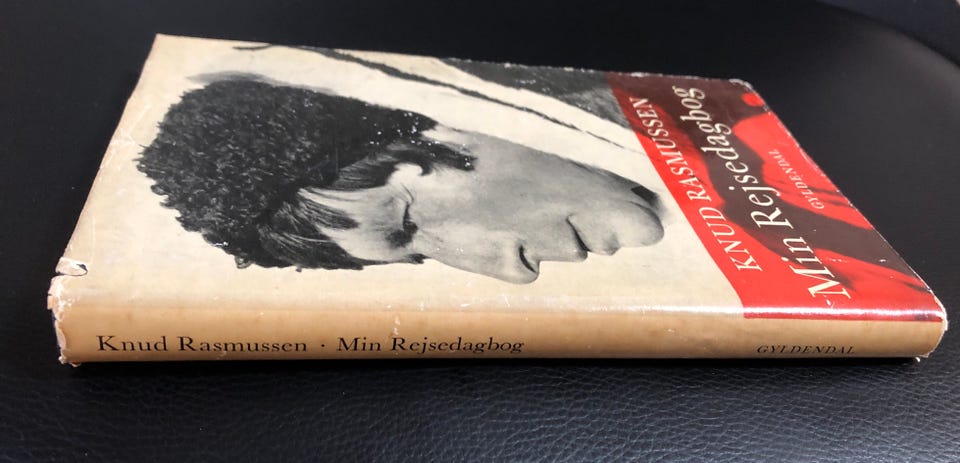 KNUD RASMUSSEN
Min Rejsedagbog
GYLDENDAL
Knud Rasmussen · Min Rejsedagbog
GYLDENDAL